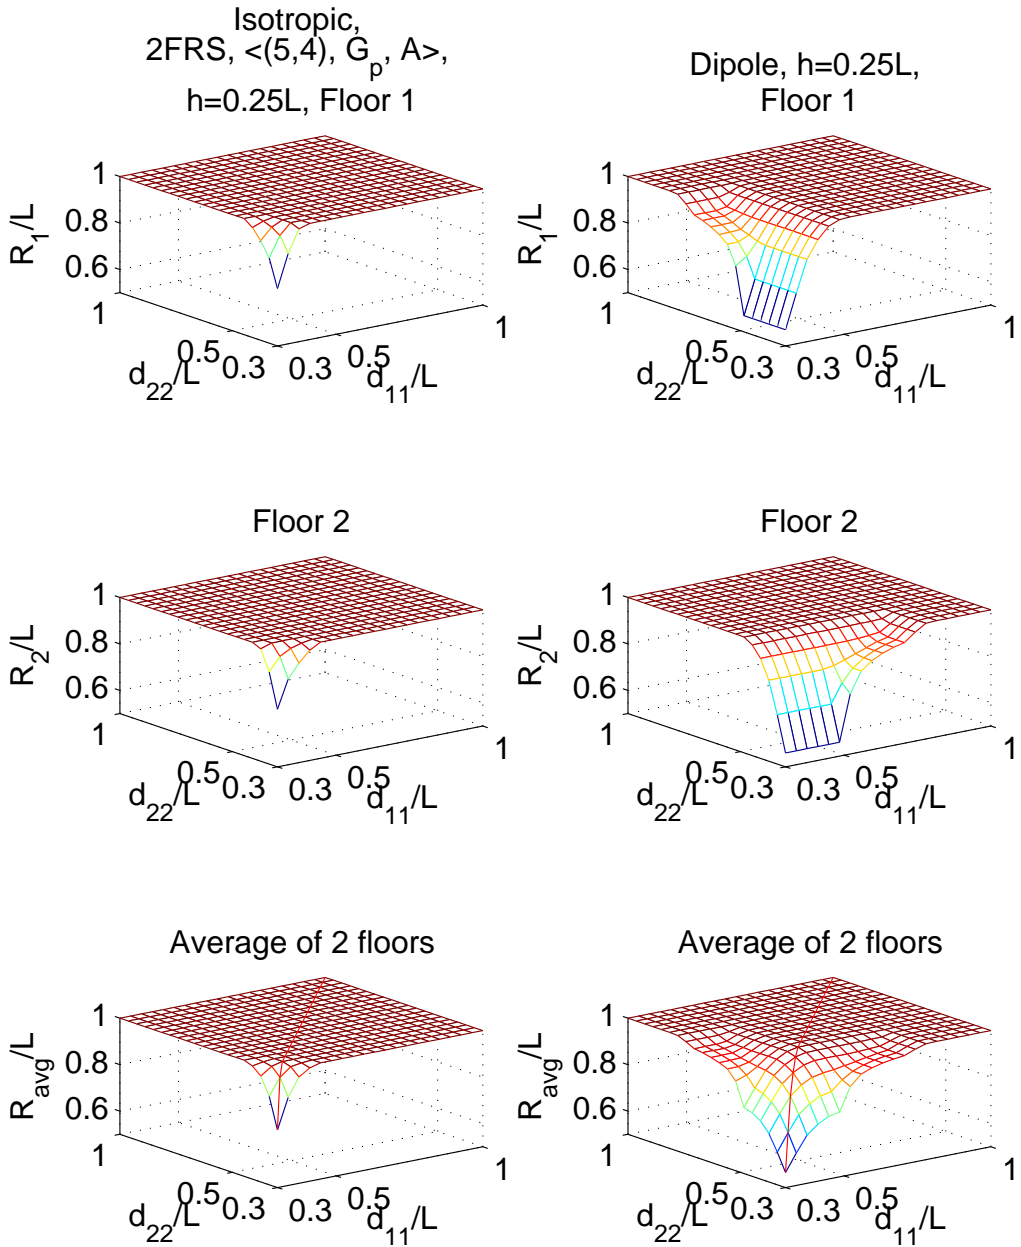 Isotropic,
2FRS, <(5,4), G_p, A>,
h=0.25L, Floor 1
1
0.8
0.6
R_1/L
1
0.5
0.3
d_22/L
0.3
0.5
1
d_11/L
Dipole, h=0.25L,
Floor 1
1
0.8
0.6
R_1/L
1
0.5
0.3
d_22/L
0.3
0.5
1
d_11/L
Floor 2
1
0.8
0.6
R_2/L
1
0.5
0.3
d_22/L
0.3
0.5
1
d_11/L
Floor 2
1
0.8
0.6
R_2/L
1
0.5
0.3
d_22/L
0.3
0.5
1
d_11/L
Average of 2 floors
1
0.8
0.6
R_avg/L
1
0.5
0.3
d_22/L
0.3
0.5
1
d_11/L
Average of 2 floors
1
0.8
0.6
R_avg/L
1
0.5
0.3
d_22/L
0.3
0.5
1
d_11/L